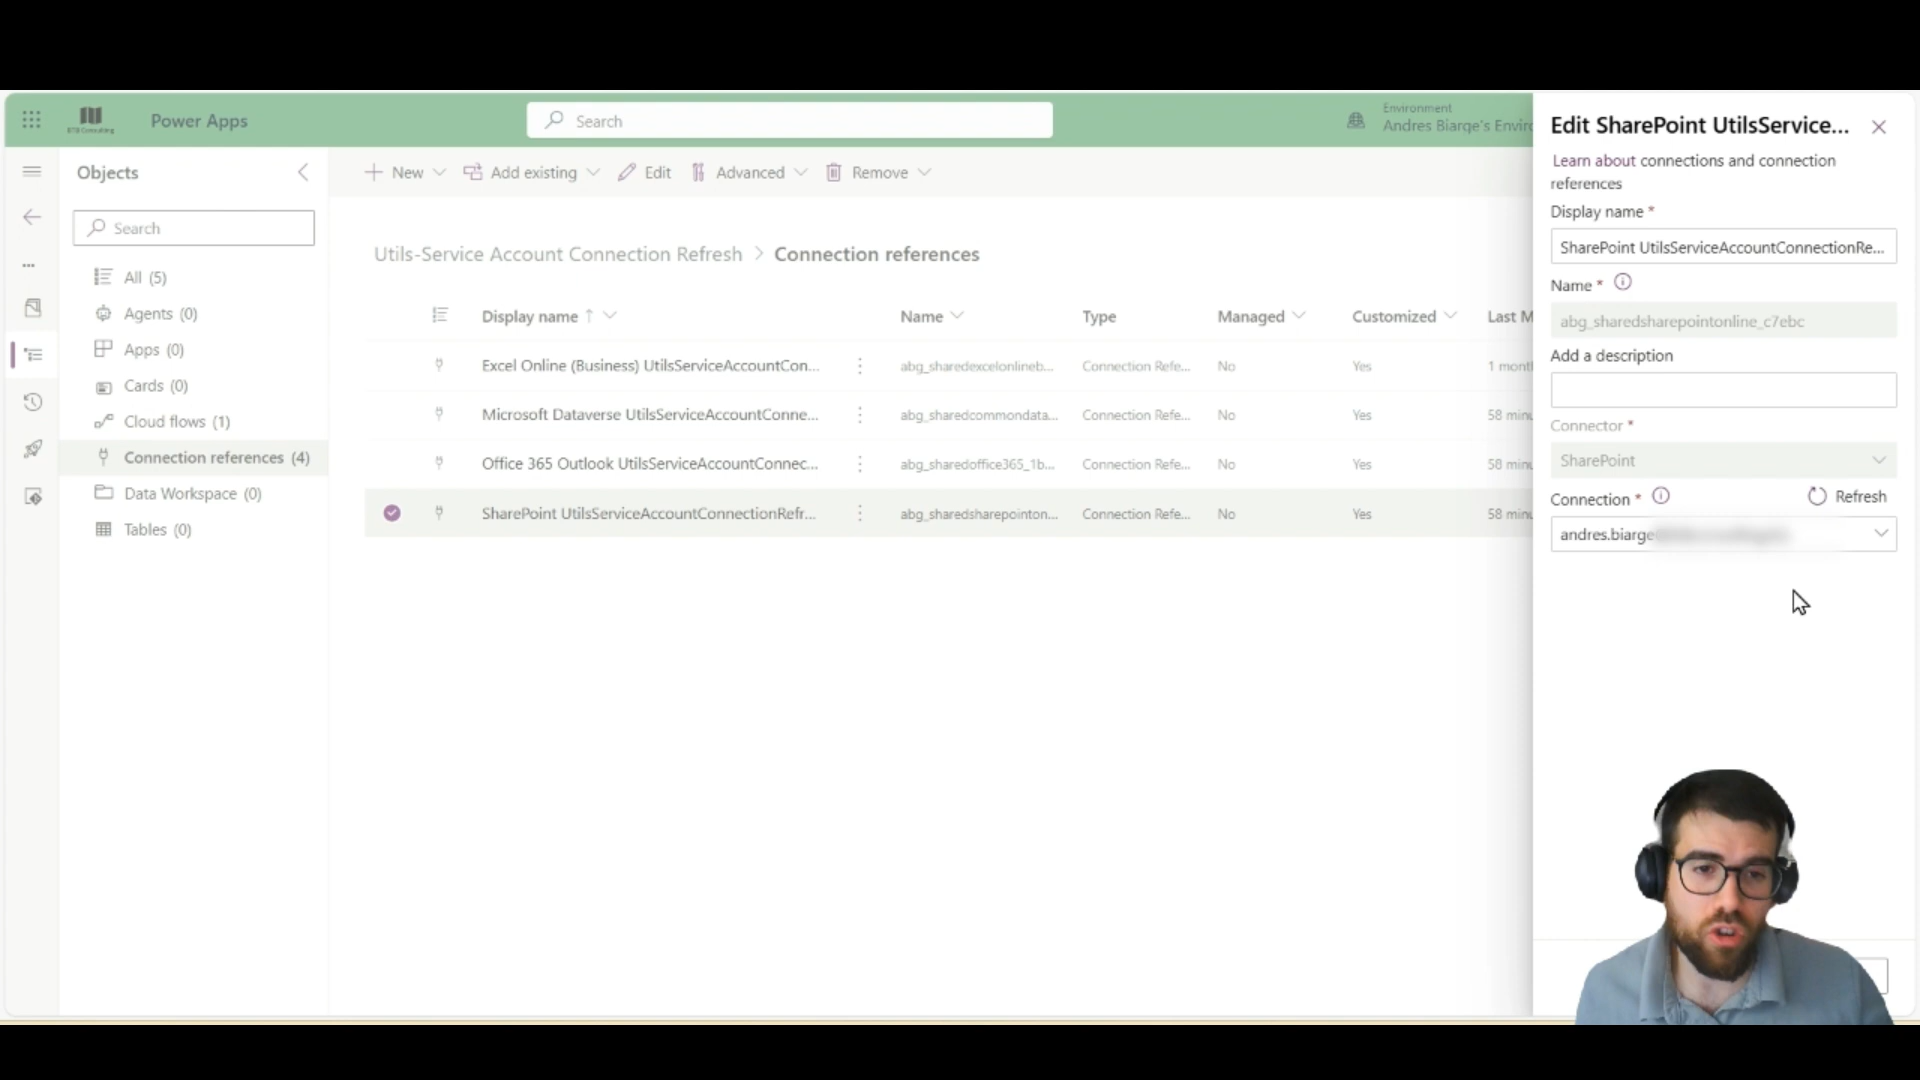 Power Apps
Search
Environment
Andres Biarge's Enviro
Objects
Search
All (5)
Agents (0)
Apps (0)
Cards (0)
Cloud flows (1)
Connection references (4)
Data Workspace (0)
Tables (0)
New
Add existing
Edit
Advanced
Remove
Utils-Service Account Connection Refresh > Connection references
Display name ↑
Name
Type
Managed
Customized
Last M
Excel Online (Business) UtilsServiceAccountCon...
abg_sharedexcelonlineb...
Connection Refe...
No
Yes
1 month
Microsoft Dataverse UtilsServiceAccountConne...
abg_sharedcommondata...
Connection Refe...
No
Yes
58 minu
Office 365 Outlook UtilsServiceAccountConnec...
abg_sharedoffice365_1b...
Connection Refe...
No
Yes
58 minu
SharePoint UtilsServiceAccountConnectionRefr...
abg_sharedsharepointon...
Connection Refe...
No
Yes
58 minu
Edit SharePoint UtilsService...
Learn about connections and connection
references
Display name *
SharePoint UtilsServiceAccountConnectionRe...
Name *
abg_sharedsharepointonline_c7ebc
Add a description
Connector *
SharePoint
Connection *
Refresh
andres.biarge